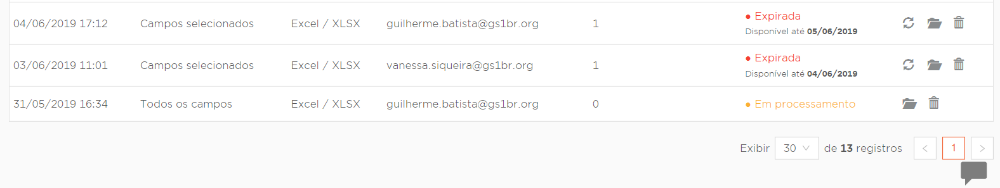 04/06/2019 17:12 Campos selecionados Excel / XLSX guilherme.batista@gs1br.org 1 • Expirada
Disponível até 05/06/2019
03/06/2019 11:01 Campos selecionados Excel / XLSX vanessa.siqueira@gs1br.org 1 • Expirada
Disponível até 04/06/2019
31/05/2019 16:34 Todos os campos Excel / XLSX guilherme.batista@gs1br.org 0 • Em processamento
Exibir 30 de 13 registros < 1 >